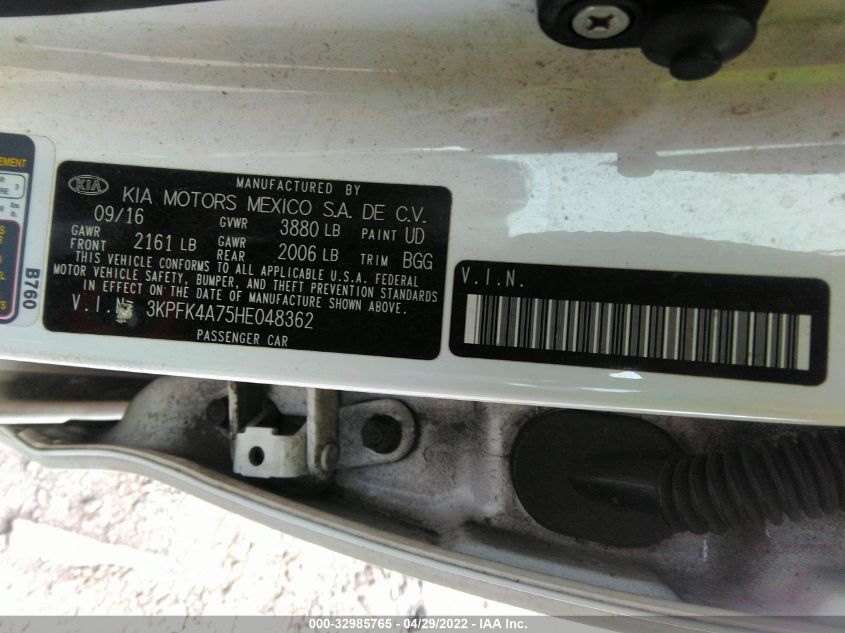 EMENT
3
B760
KIA
MANUFACTURED BY
KIA MOTORS MEXICO S.A. DE C.V.
09/16 GVWR 3880 LB PAINT UD
GAWR FRONT 2161 LB GAWR REAR 2006 LB TRIM BGG
THIS VEHICLE CONFORMS TO ALL APPLICABLE U.S.A. FEDERAL
MOTOR VEHICLE SAFETY, BUMPER, AND THEFT PREVENTION STANDARDS
IN EFFECT ON THE DATE OF MANUFACTURE SHOWN ABOVE.
V.I.N. 3KPFK4A75HE048362
PASSENGER CAR
V.I.N.
000-32985765 - 04/29/2022 - IAA Inc.